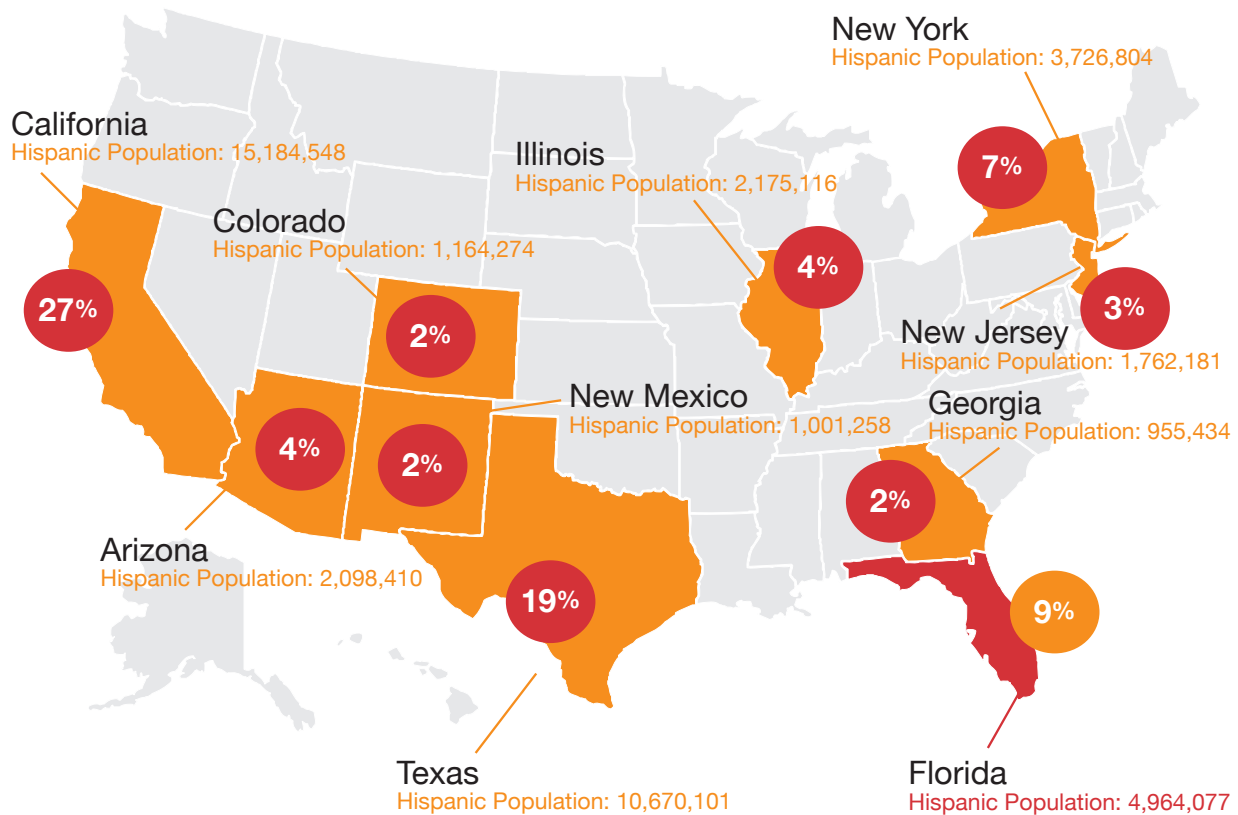 New York
Hispanic Population: 3,726,804
7%
California
Hispanic Population: 15,184,548
27%
Illinois
Hispanic Population: 2,175,116
4%
Colorado
Hispanic Population: 1,164,274
2%
New Jersey
Hispanic Population: 1,762,181
3%
New Mexico
Hispanic Population: 1,001,258
2%
Georgia
Hispanic Population: 955,434
2%
Arizona
Hispanic Population: 2,098,410
4%
Texas
Hispanic Population: 10,670,101
19%
Florida
Hispanic Population: 4,964,077
9%